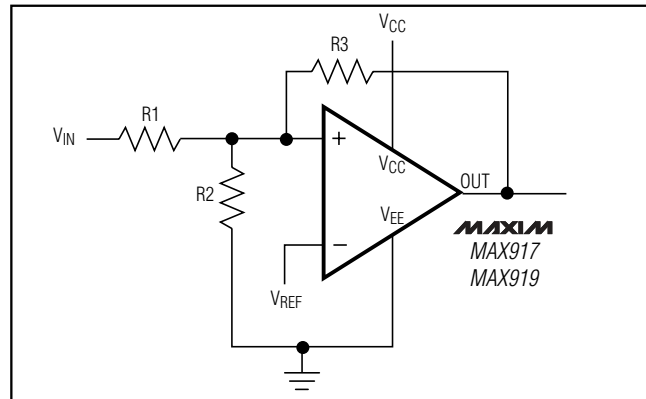 VCC
R3
R1
VIN
+
VCC
R2
OUT
VEE
MAXIM
MAX917
MAX919
−
VREF